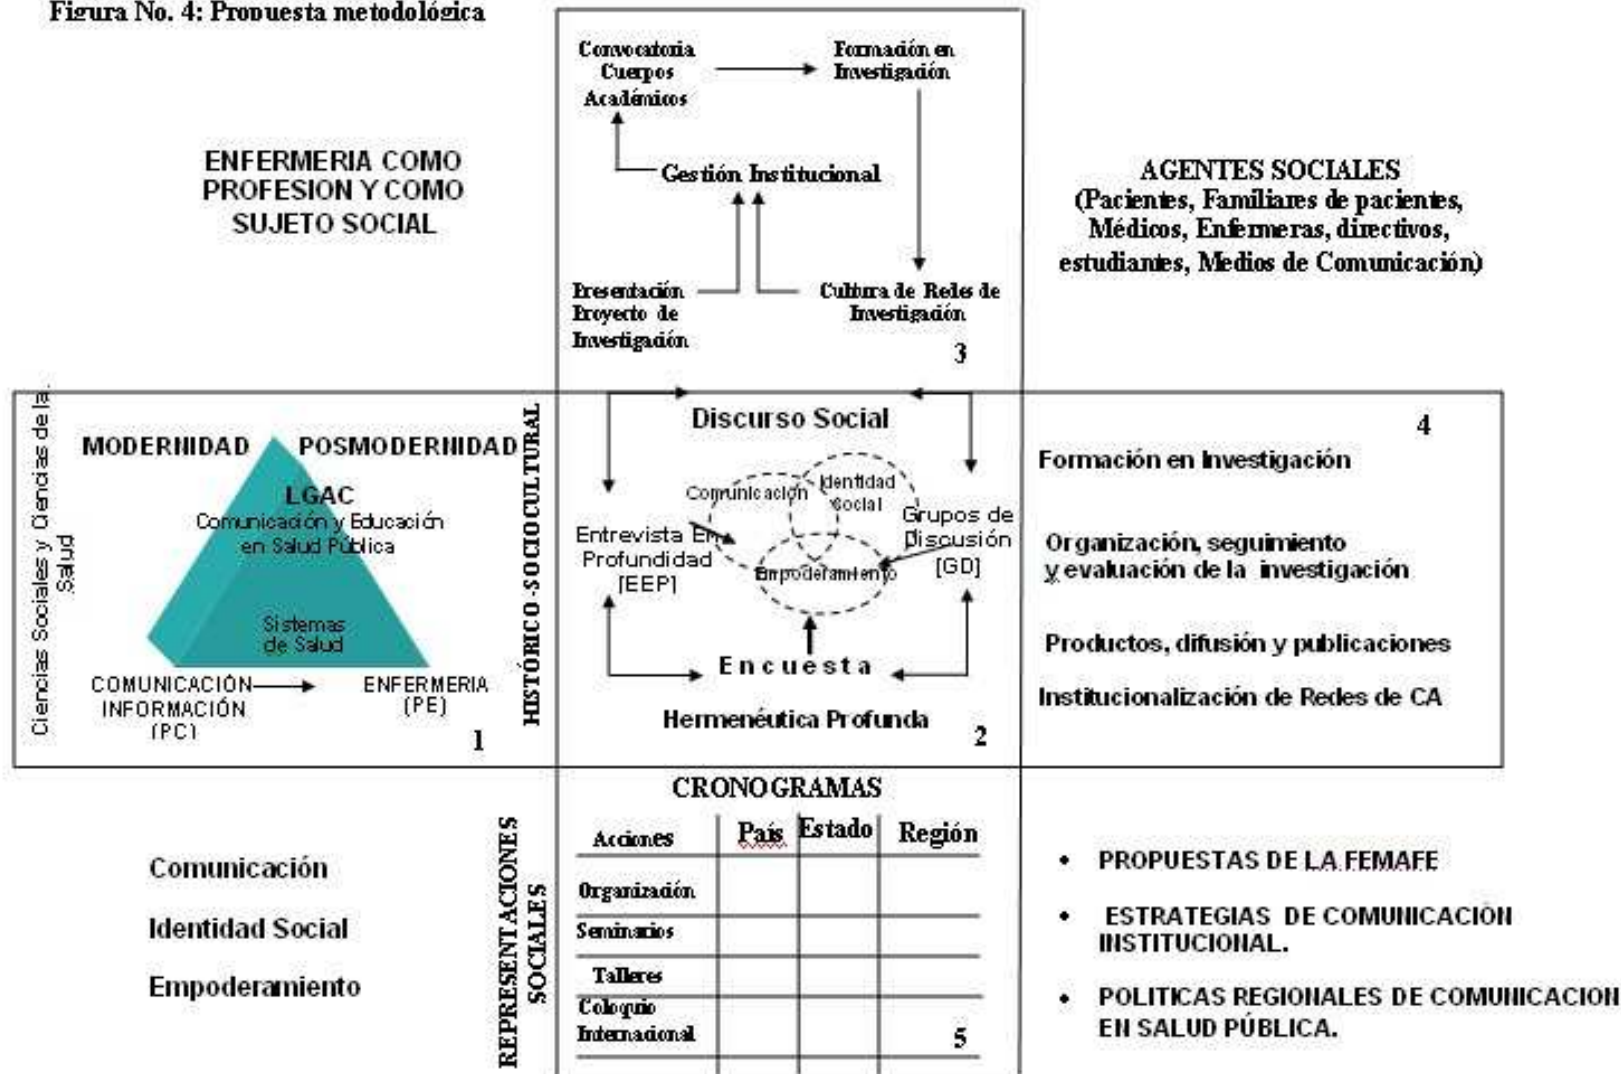 Figura No. 4: Propuesta metodológica
Convocatoria
Cuerpos
Académicos
Formación en
Investigación
Gestión Institucional
Presentación
Proyecto de
Investigación
Cultura de Redes de
Investigación
3
ENFERMERIA COMO
PROFESION Y COMO
SUJETO SOCIAL
AGENTES SOCIALES
(Pacientes, Familiares de pacientes,
Médicos, Enfermeras, directivos,
estudiantes, Medios de Comunicación)
Ciencias Sociales y Ciencias de la
Salud
MODERNIDAD
POSMODERNIDAD
LGAC
Comunicación y Educación
en Salud Pública
Sistemas
de Salud
COMUNICACIÓN
INFORMACIÓN
(PC)
ENFERMERIA
(PE)
1
HISTÓRICO-SOCIOCULTURAL
Discurso Social
Comunicación
Identidad
Social
Empoderamiento
Entrevista En
Profundidad
[EEP]
Grupos de
Discusión
[GD]
Encuesta
Hermenéutica Profunda
2
4
Formación en Investigación
Organización, seguimiento
y evaluación de la investigación
Productos, difusión y publicaciones
Institucionalización de Redes de CA
Comunicación
Identidad Social
Empoderamiento
REPRESENTACIONES
SOCIALES
CRONOGRAMAS
Acciones País Estado Región
Organización
Seminarios
Talleres
Coloquio
Internacional
5
• PROPUESTAS DE LA FEMAFE
• ESTRATEGIAS DE COMUNICACIÓN
INSTITUCIONAL.
• POLITICAS REGIONALES DE COMUNICACION
EN SALUD PÚBLICA.